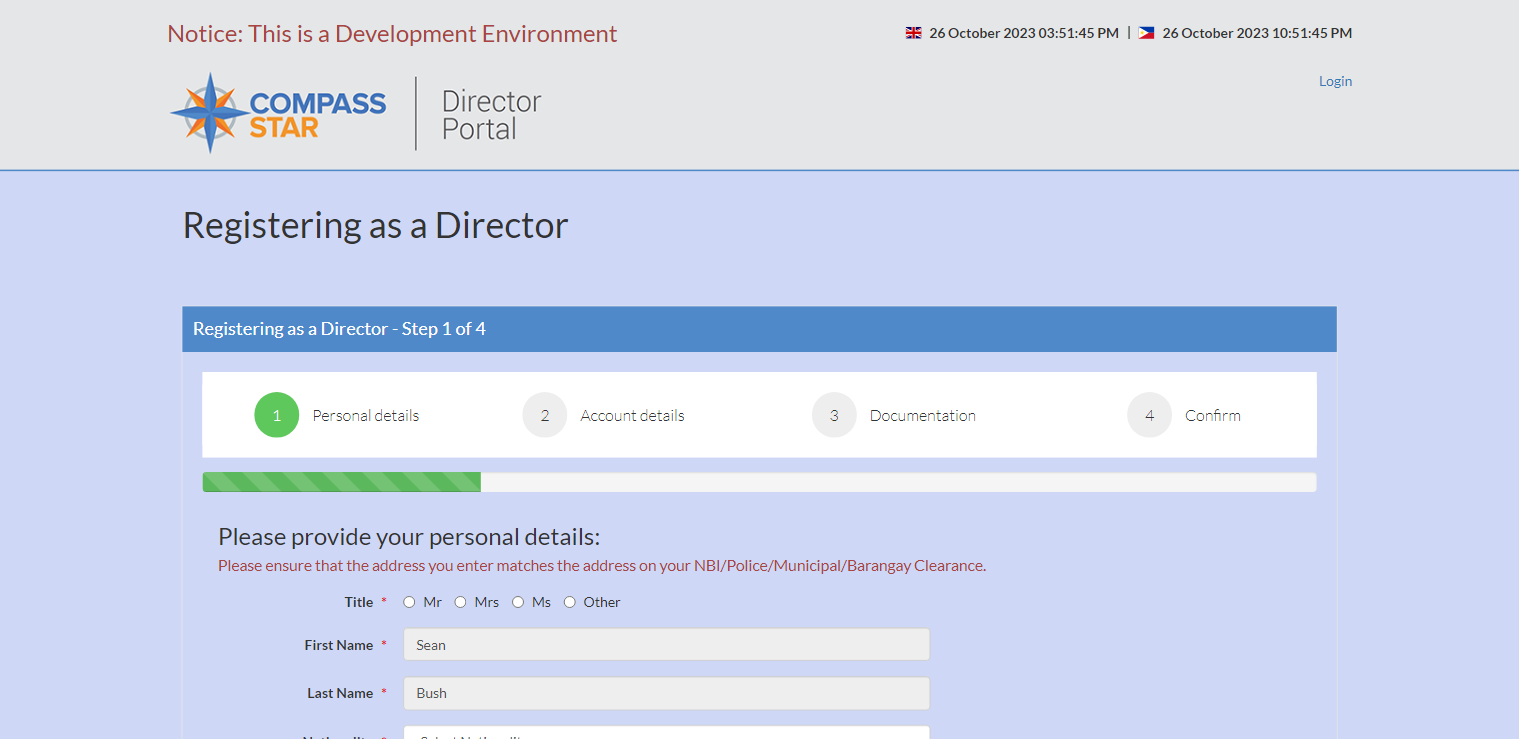 Notice: This is a Development Environment
26 October 2023 03:51:45 PM | 26 October 2023 10:51:45 PM
Login
COMPASS
STAR
Director
Portal
Registering as a Director
Registering as a Director - Step 1 of 4
1 Personal details 2 Account details 3 Documentation 4 Confirm
Please provide your personal details:
Please ensure that the address you enter matches the address on your NBI/Police/Municipal/Barangay Clearance.
Title * Mr Mrs Ms Other
First Name * Sean
Last Name * Bush